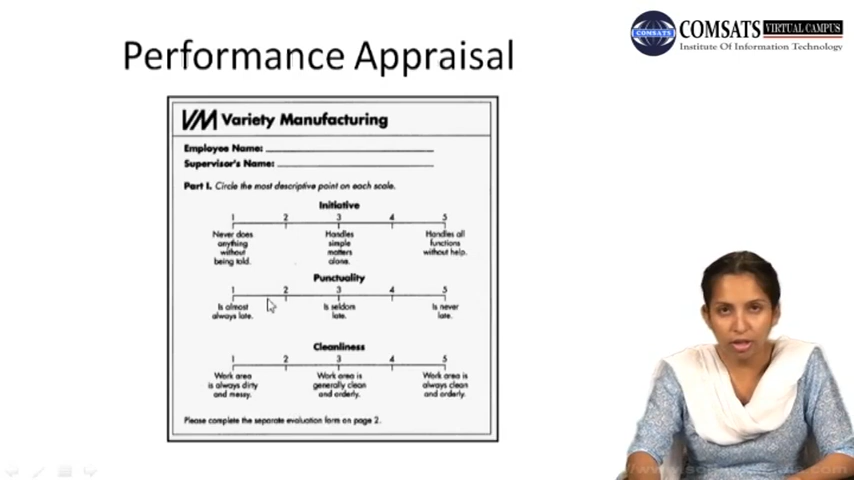 Performance Appraisal
COMSATS
COMSATS VIRTUAL CAMPUS
Institute Of Information Technology
VM Variety Manufacturing
Employee Name:
Supervisor's Name:
Part I. Circle the most descriptive point on each scale.
Initiative
1 2 3 4 5
Never does Handles Handles all
anything simple functions
without matters without help.
being told. alone.
Punctuality
1 2 3 4 5
Is almost Is seldom Is never
always late. late. late.
Cleanliness
1 2 3 4 5
Work area Work area is Work area is
is always dirty generally clean always clean
and messy. and orderly. and orderly.
Please complete the separate evaluation form on page 2.